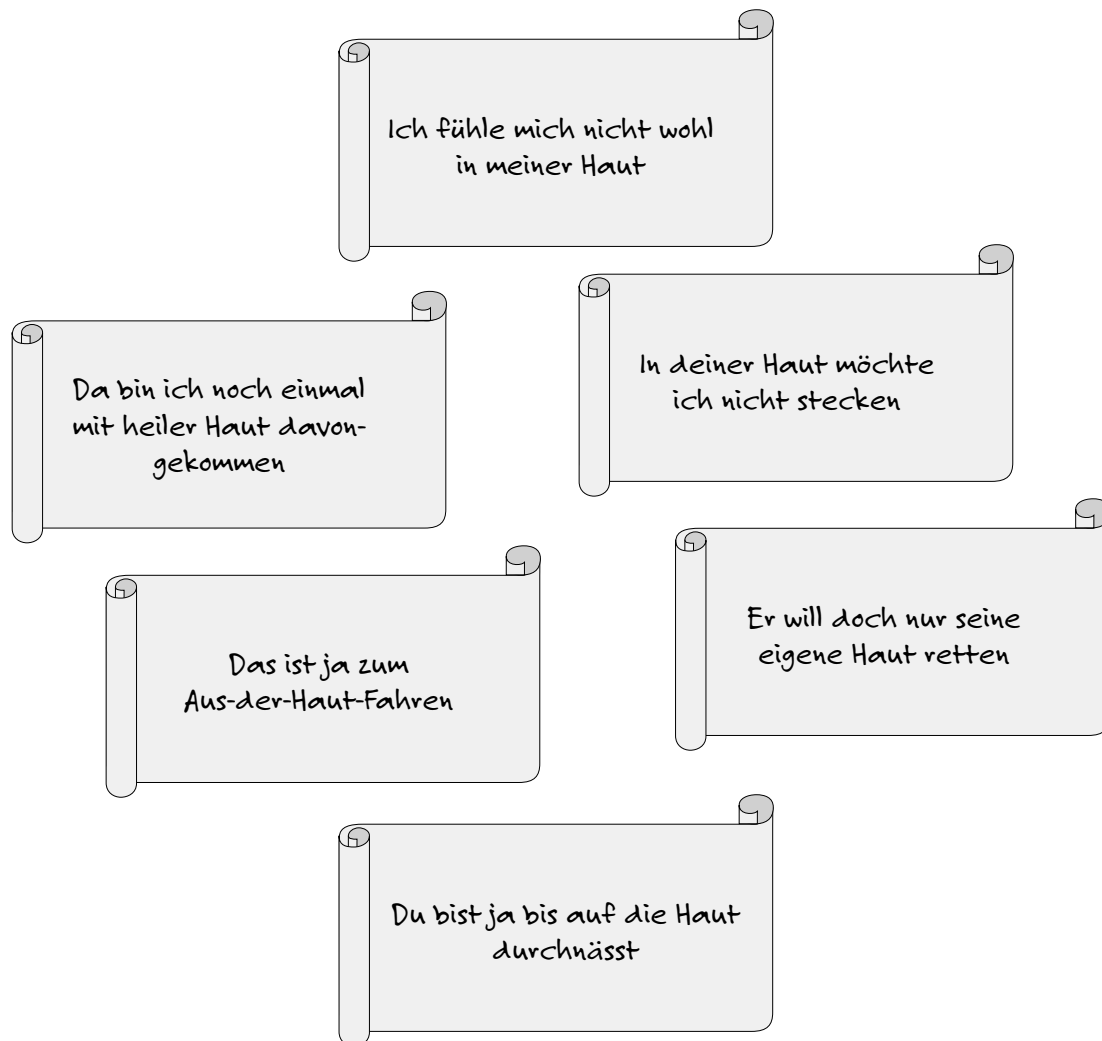 Ich fühle mich nicht wohl
in meiner Haut
In deiner Haut möchte
ich nicht stecken
Da bin ich noch einmal
mit heiler Haut davon-
gekommen
Er will doch nur seine
eigene Haut retten
Das ist ja zum
Aus-der-Haut-Fahren
Du bist ja bis auf die Haut
durchnässt